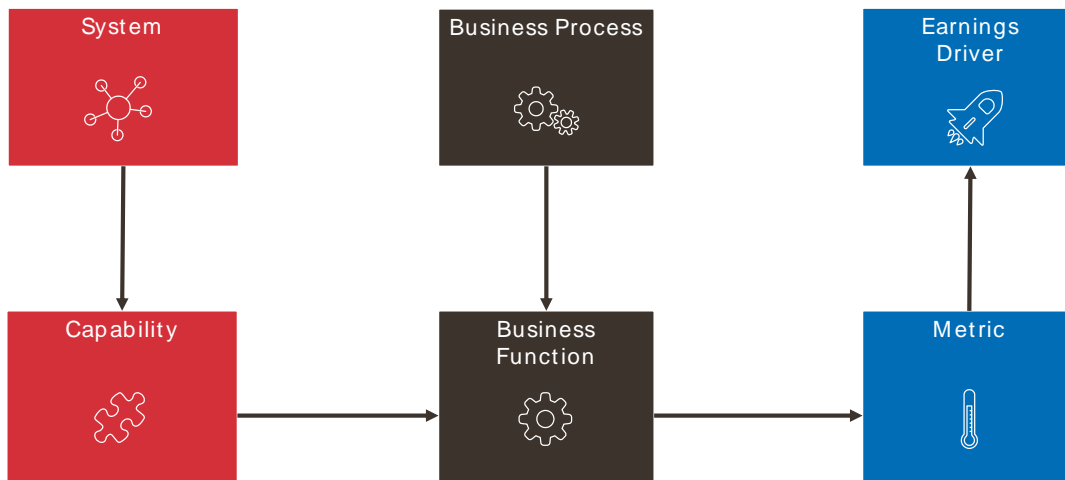 System
Business Process
Earnings
Driver
Capability
Business
Function
Metric